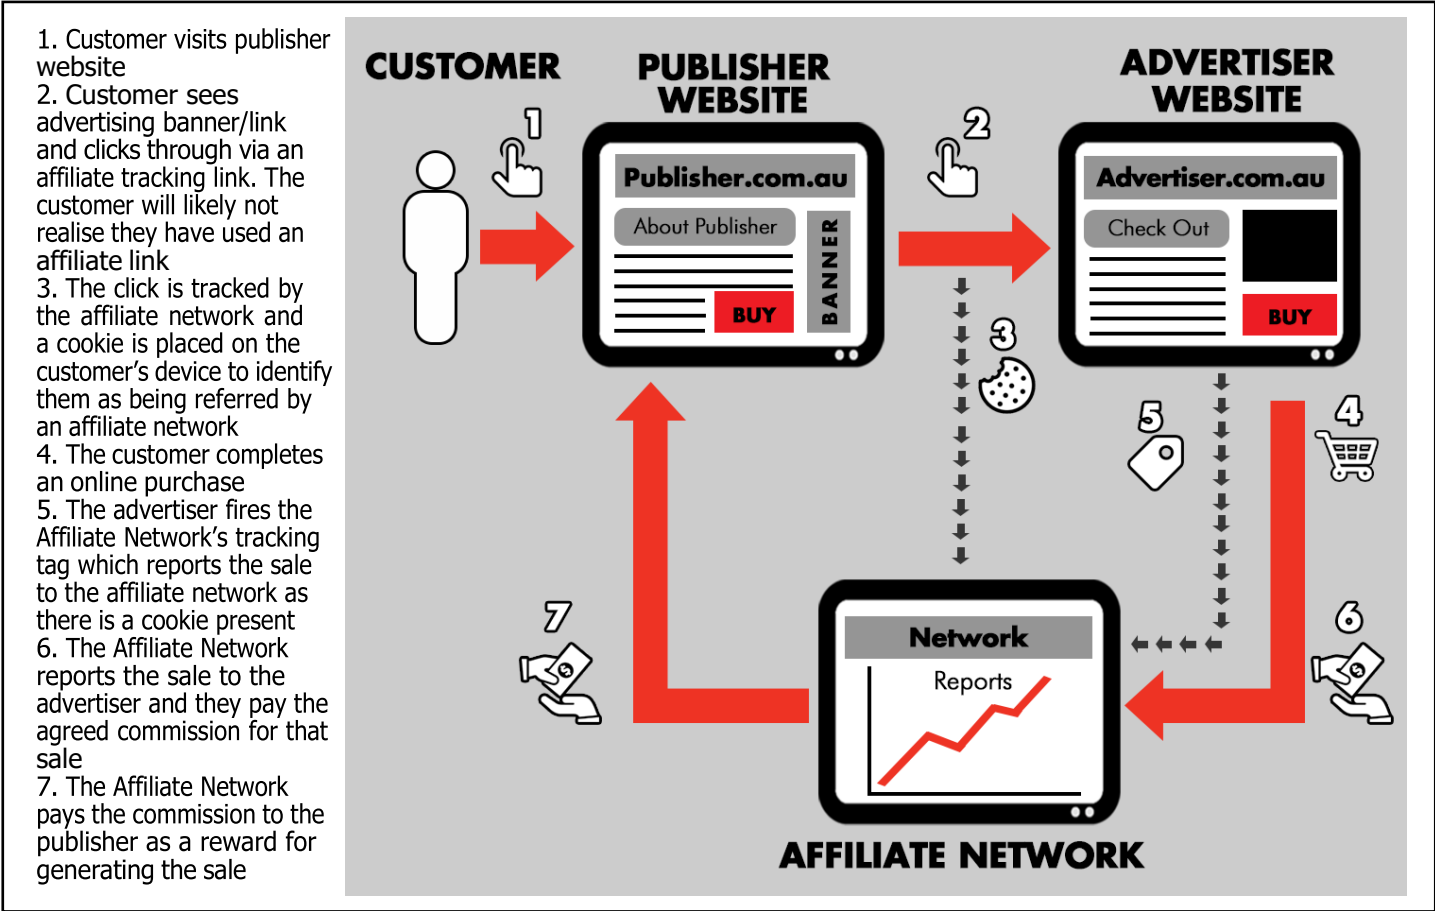 1. Customer visits publisher
website
2. Customer sees
advertising banner/link
and clicks through via an
affiliate tracking link. The
customer will likely not
realise they have used an
affiliate link
3. The click is tracked by
the affiliate network and
a cookie is placed on the
customer’s device to identify
them as being referred by
an affiliate network
4. The customer completes
an online purchase
5. The advertiser fires the
Affiliate Network’s tracking
tag which reports the sale
to the affiliate network as
there is a cookie present
6. The Affiliate Network
reports the sale to the
advertiser and they pay the
agreed commission for that
sale
7. The Affiliate Network
pays the commission to the
publisher as a reward for
generating the sale
CUSTOMER
PUBLISHER
WEBSITE
ADVERTISER
WEBSITE
1
2
Publisher.com.au
About Publisher
BANNER
BUY
Advertiser.com.au
Check Out
BUY
3
4
5
6
7
$
$
Network
Reports
AFFILIATE NETWORK